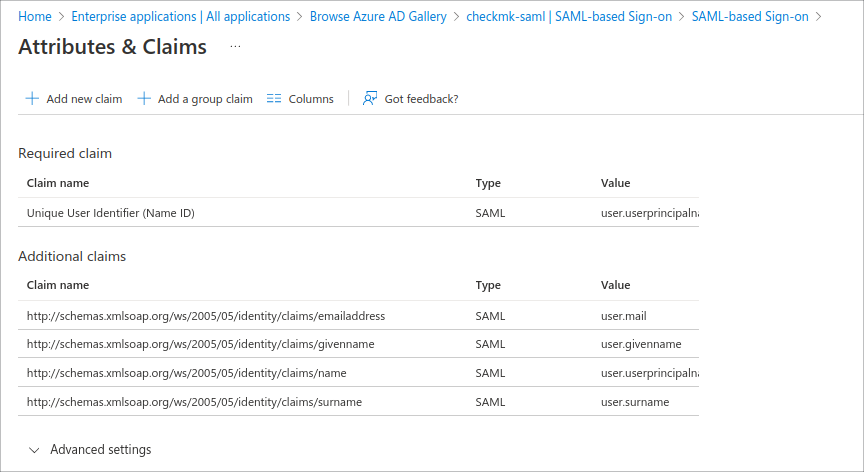 Home > Enterprise applications | All applications > Browse Azure AD Gallery > checkmk-saml | SAML-based Sign-on > SAML-based Sign-on >
Attributes & Claims ...
Add new claim Add a group claim Columns Got feedback?
Required claim
Claim name Type Value
Unique User Identifier (Name ID) SAML user.userprincipalna
Additional claims
Claim name Type Value
http://schemas.xmlsoap.org/ws/2005/05/identity/claims/emailaddress SAML user.mail
http://schemas.xmlsoap.org/ws/2005/05/identity/claims/givenname SAML user.givenname
http://schemas.xmlsoap.org/ws/2005/05/identity/claims/name SAML user.userprincipalna
http://schemas.xmlsoap.org/ws/2005/05/identity/claims/surname SAML user.surname
Advanced settings